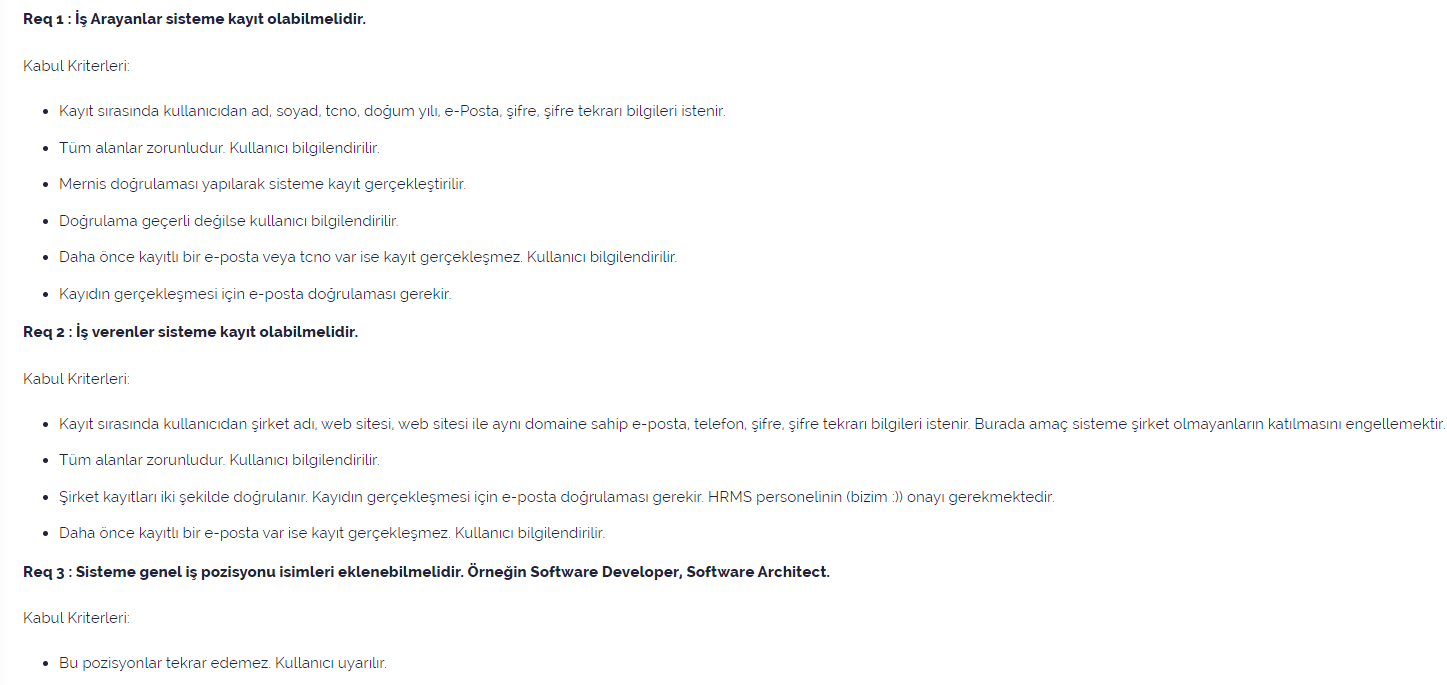 Req 1 : İş Arayanlar sisteme kayıt olabilmelidir.
Kabul Kriterleri:
• Kayıt sırasında kullanıcıdan ad, soyad, tcno, doğum yılı, e-Posta, şifre, şifre tekrarı bilgileri istenir.
• Tüm alanlar zorunludur. Kullanıcı bilgilendirilir.
• Mernis doğrulaması yapılarak sisteme kayıt gerçekleştirilir.
• Doğrulama geçerli değilse kullanıcı bilgilendirilir.
• Daha önce kayıtlı bir e-posta veya tcno var ise kayıt gerçekleşmez. Kullanıcı bilgilendirilir.
• Kayıdın gerçekleşmesi için e-posta doğrulaması gerekir.
Req 2 : İş verenler sisteme kayıt olabilmelidir.
Kabul Kriterleri:
• Kayıt sırasında kullanıcıdan şirket adı, web sitesi, web sitesi ile aynı domaine sahip e-posta, telefon, şifre, şifre tekrarı bilgileri istenir. Burada amaç sisteme şirket olmayanların katılmasını engellemektir.
• Tüm alanlar zorunludur. Kullanıcı bilgilendirilir.
• Şirket kayıtları iki şekilde doğrulanır. Kayıdın gerçekleşmesi için e-posta doğrulaması gerekir. HRMS personelinin (bizim :)) onayı gerekmektedir.
• Daha önce kayıtlı bir e-posta var ise kayıt gerçekleşmez. Kullanıcı bilgilendirilir.
Req 3 : Sisteme genel iş pozisyonu isimleri eklenebilmelidir. Örneğin Software Developer, Software Architect.
Kabul Kriterleri:
• Bu pozisyonlar tekrar edemez. Kullanıcı uyarılır.